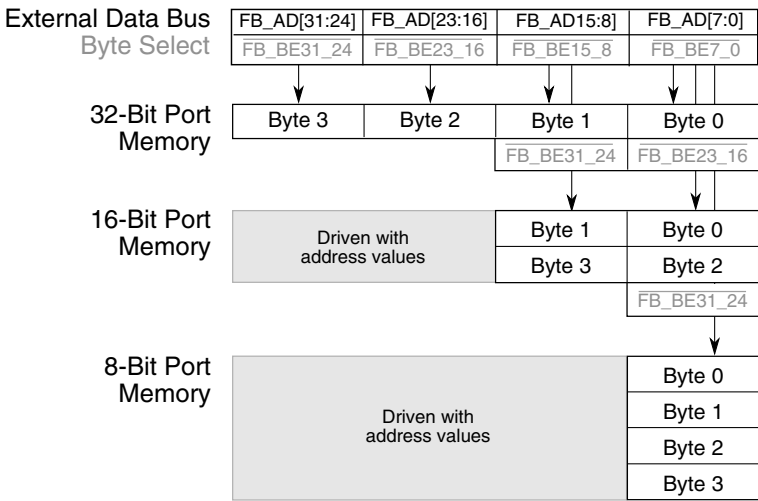 External Data Bus FB_AD[31:24] FB_AD[23:16] FB_AD15:8] FB_AD[7:0]
Byte Select FB_BE31_24 FB_BE23_16 FB_BE15_8 FB_BE7_0
32-Bit Port Byte 3 Byte 2 Byte 1 Byte 0
Memory
FB_BE31_24 FB_BE23_16
16-Bit Port Byte 1 Byte 0
Memory
Driven with
address values
Byte 3 Byte 2
FB_BE31_24
8-Bit Port Byte 0
Memory
Byte 1
Driven with
address values
Byte 2
Byte 3